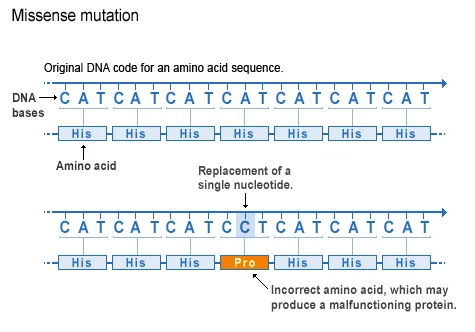 Missense mutation
Original DNA code for an amino acid sequence.
DNA bases
C A T C A T C A T C A T C A T C A T C A T
His His His His His His His
Amino acid
Replacement of a
single nucleotide.
C A T C A T C A T C C T C A T C A T C A T
His His His Pro His His His
Incorrect amino acid, which may
produce a malfunctioning protein.